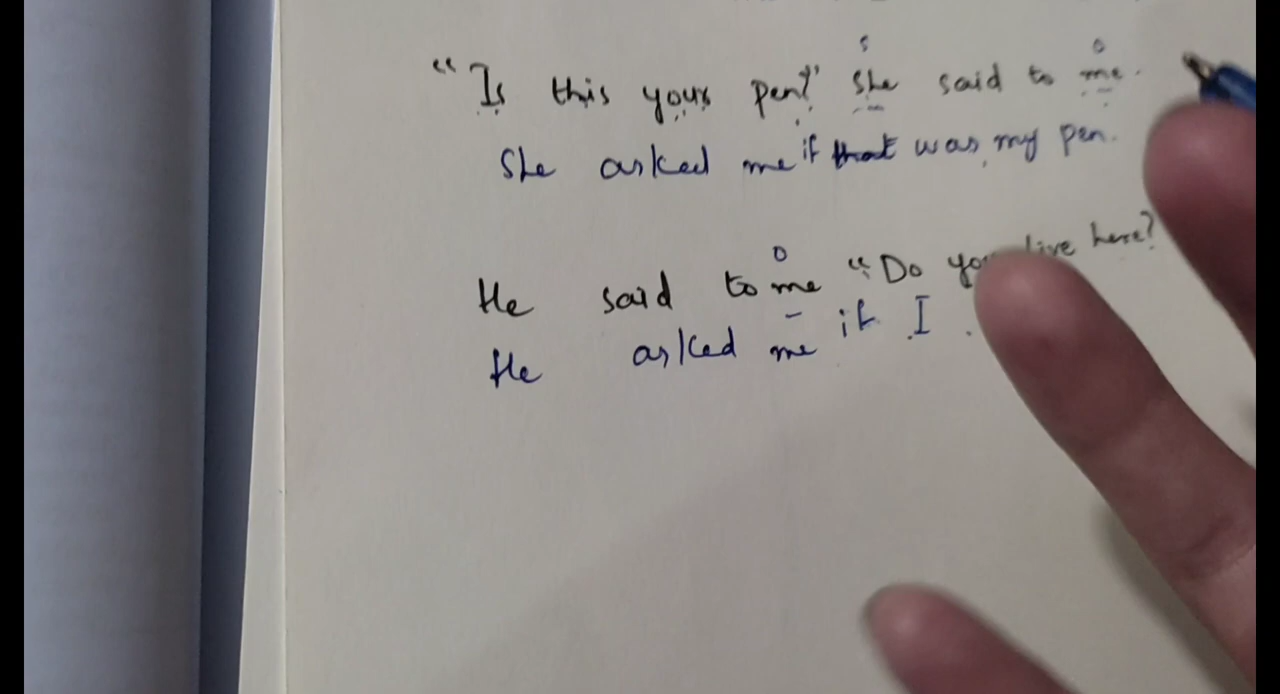 "Is this your pen?" She said to me.
She asked me if that was my pen.
He said to me "Do you live here?
He asked me if I